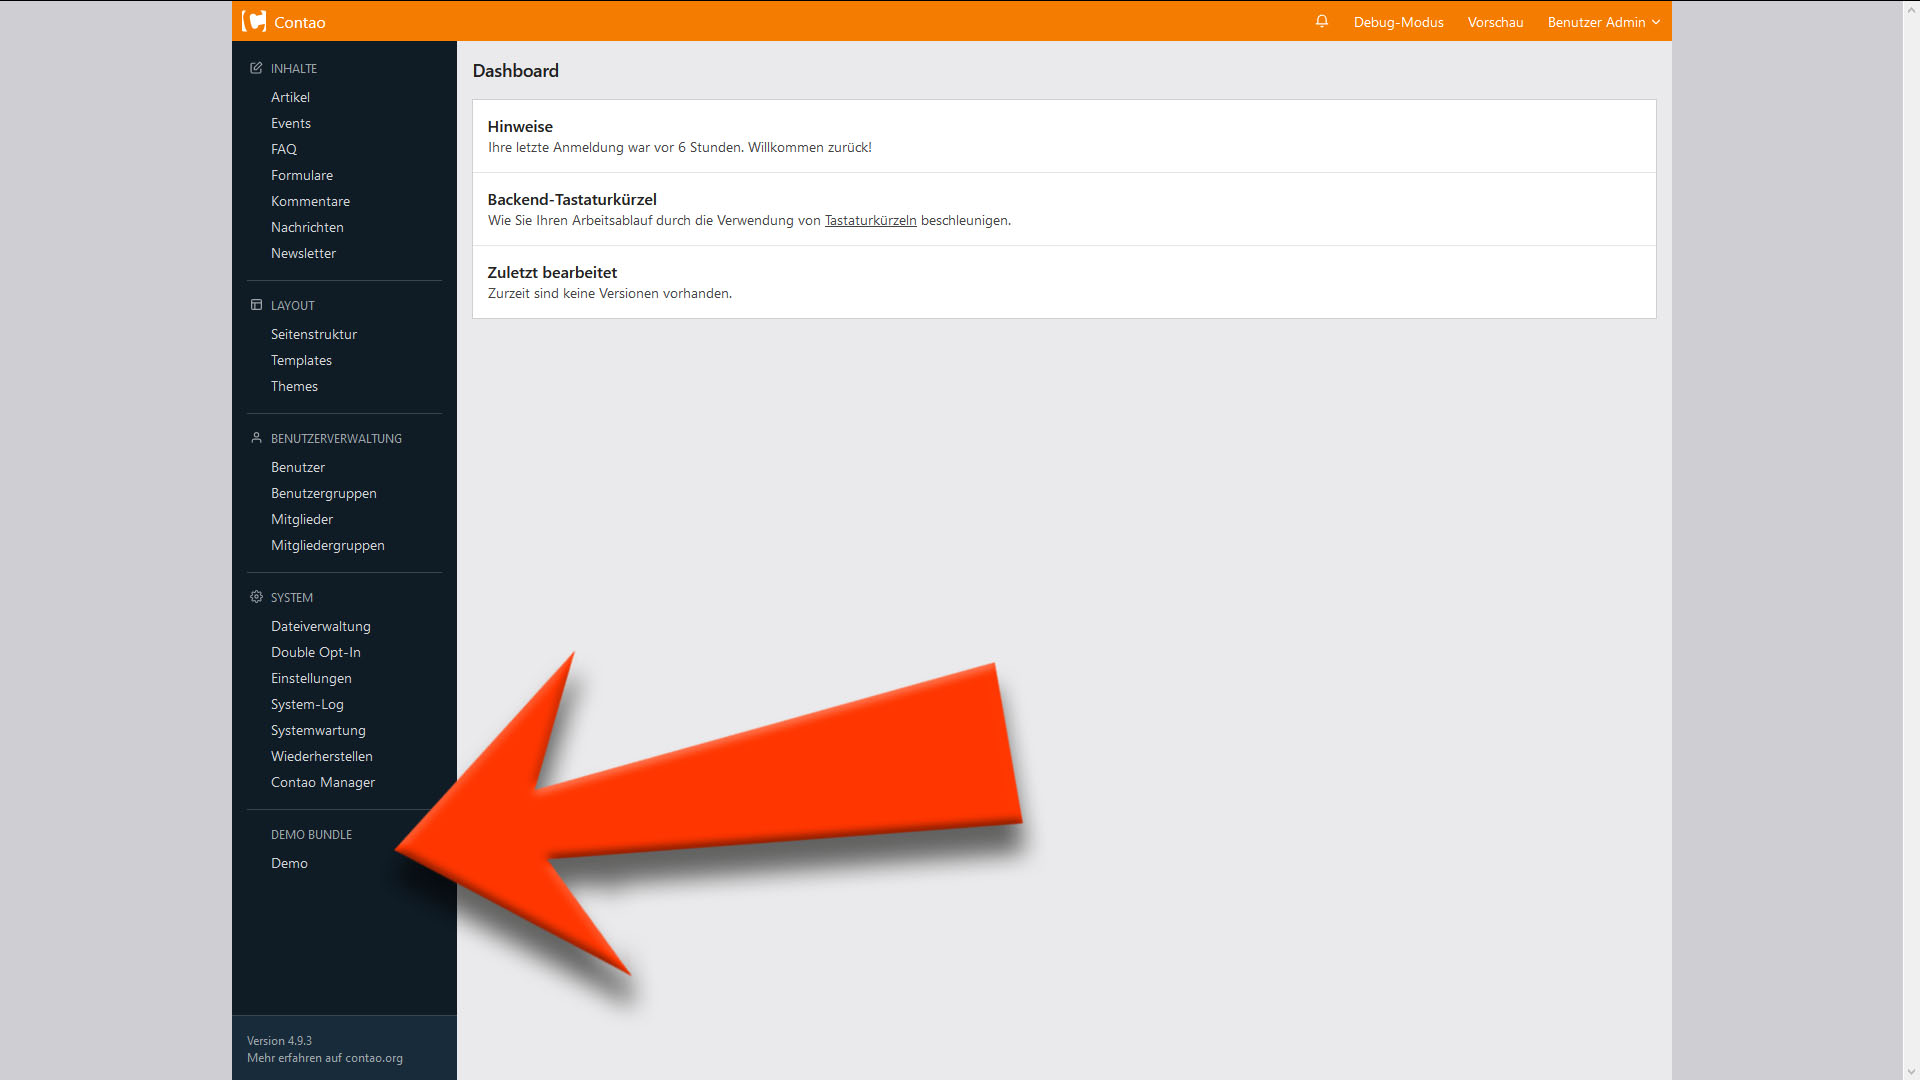 Contao
Debug-Modus
Vorschau
Benutzer Admin
INHALTE
Artikel
Events
FAQ
Formulare
Kommentare
Nachrichten
Newsletter
LAYOUT
Seitenstruktur
Templates
Themes
BENUTZERVERWALTUNG
Benutzer
Benutzergruppen
Mitglieder
Mitgliedergruppen
SYSTEM
Dateiverwaltung
Double Opt-In
Einstellungen
System-Log
Systemwartung
Wiederherstellen
Contao Manager
DEMO BUNDLE
Demo
Version 4.9.3
Mehr erfahren auf contao.org
Dashboard
Hinweise
Ihre letzte Anmeldung war vor 6 Stunden. Willkommen zurück!
Backend-Tastaturkürzel
Wie Sie Ihren Arbeitsablauf durch die Verwendung von Tastaturkürzeln beschleunigen.
Zuletzt bearbeitet
Zurzeit sind keine Versionen vorhanden.